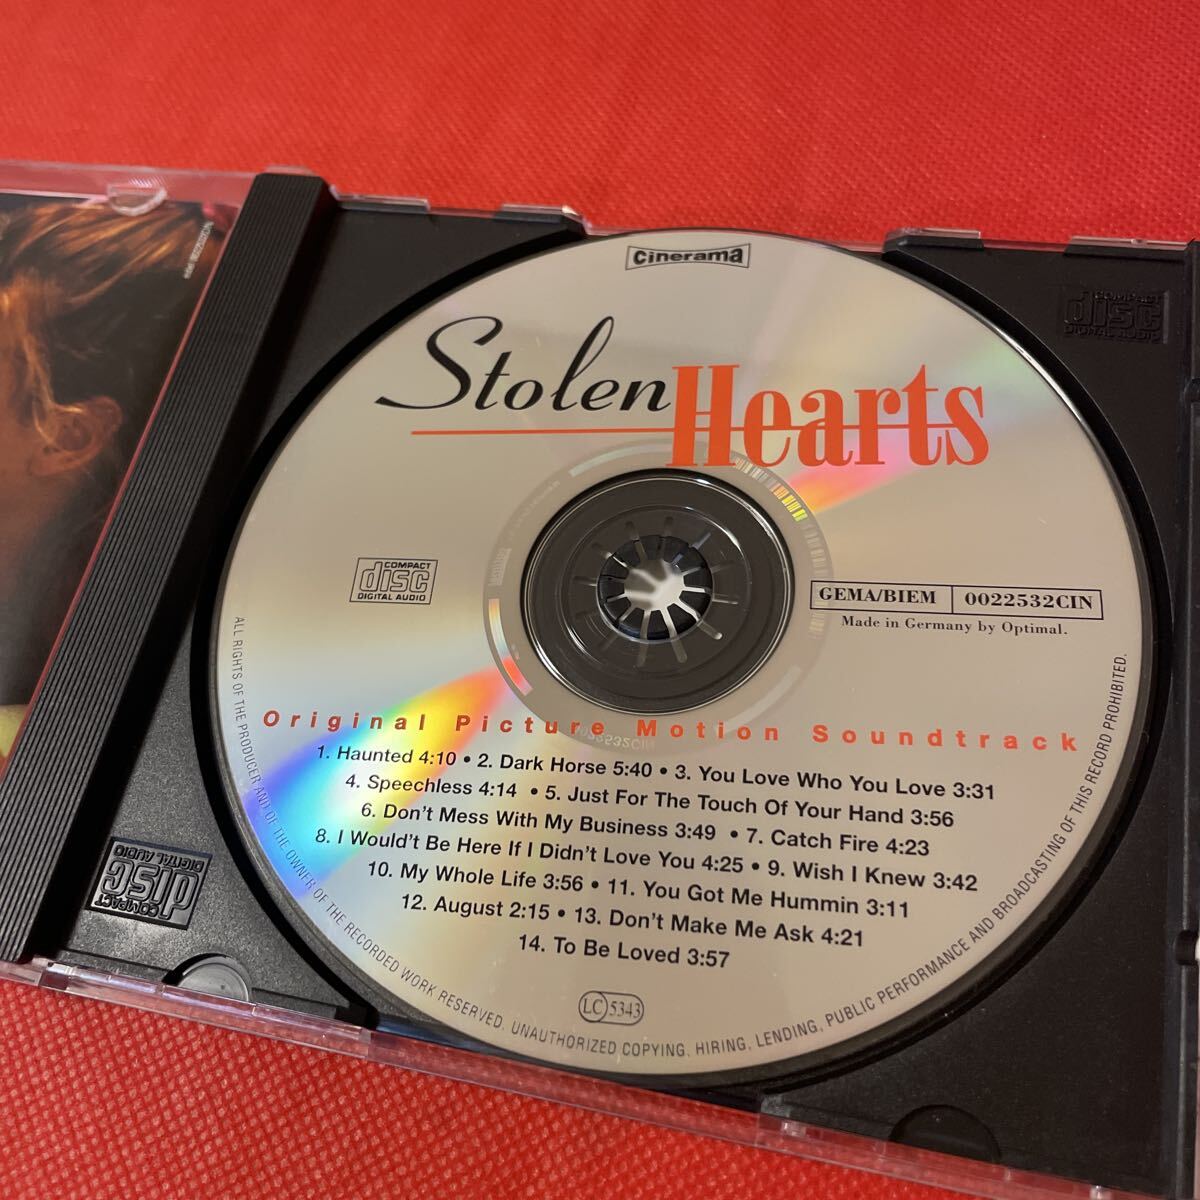 cinerama
Stolen Hearts
COMPACT
disc
DIGITAL AUDIO
GEMA/BIEM 0022532CIN
Made in Germany by Optimal.
Original Picture Motion Soundtrack
1. Haunted 4:10 • 2. Dark Horse 5:40 • 3. You Love Who You Love 3:31
4. Speechless 4:14 • 5. Just For The Touch Of Your Hand 3:56
6. Don't Mess With My Business 3:49 • 7. Catch Fire 4:23
8. I Would't Be Here If I Didn't Love You 4:25 • 9. Wish I Knew 3:42
10. My Whole Life 3:56 • 11. You Got Me Hummin 3:11
12. August 2:15 • 13. Don't Make Me Ask 4:21
14. To Be Loved 3:57
LC 5343
ALL RIGHTS OF THE PRODUCER AND OF THE OWNER OF THE RECORDED WORK RESERVED. UNAUTHORIZED COPYING, HIRING, LENDING, PUBLIC PERFORMANCE AND BROADCASTING OF THIS RECORD PROHIBITED.
COMPACT
disc
DIGITAL AUDIO
COMPACT
disc
DIGITAL AUDIO